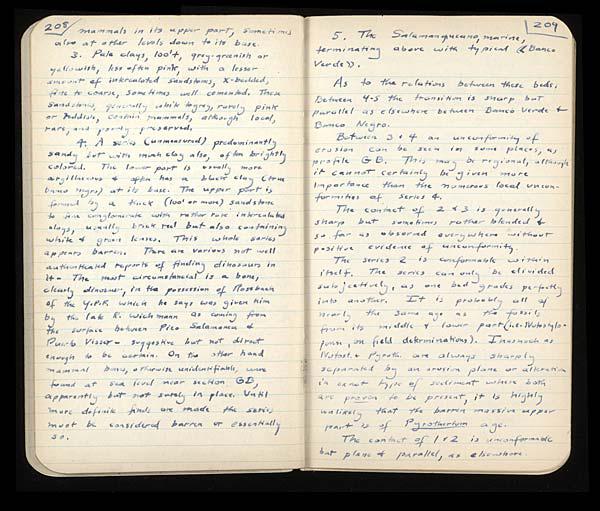 208
mammals in its upper part, sometimes
also at other levels down to its base.
3. Pale clays, 100'±, gray-greenish or
yellowish, less often pink, with a lesser
amount of intercalated sandstones, x-bedded,
fine to coarse, sometimes well cemented. These
sandstones, generally white to grey, rarely pink
or reddish, contain mammals, although local,
rare, and poorly preserved.
4. A series (unmeasured) predominantly
sandy but with much clay also, often brightly
colored. The lower part is usually more
argillaceous & often has a black clay (true
banco negro) at its base. The upper part is
formed by a thick (100' or more) sandstone
to fine conglomerate with rather rare intercalated
clays, usually brick red but also containing
white & green lenses. This whole series
appears barren. There are various not well
authenticated reports of finding dinosaurs in
it - The most circumstantial is a bone,
clearly dinosaur, in the possession of
of the Y.P.F. which he says was given him
by the late R. Wichmann as coming from
the surface between Pico Salamanca &
Puerto Visser - suggestive but not direct
enough to be certain. On the other hand
mammal bones, otherwise unidentifiable, were
found at sea level near section GD,
apparently but not surely in place. Until
more definite finds are made the series
must be considered barren or essentially
so.
209
5. The Salamanqueano, marine,
terminating above with typical «Banco
Verde».
As to the relations between these beds:
Between 4-5 the transition is sharp but
parallel as elsewhere between Banco Verde &
Banco Negro.
Between 3 & 4 an unconformity of
erosion can be seen in some places, as
profile GB. This may be regional, although
it cannot certainly be given more
importance than the numerous local uncon-
formities of series 4.
The contact of 2 & 3 is generally
sharp but sometimes rather blended &
so far as observed everywhere without
positive evidence of unconformity.
The series 2 is conformable within
itself. The series can only be divided
subjectively, as one bed grades perfectly
into another. It is probably all of
nearly the same age as the fossils
from its middle & lower part (i.e. Notostylo-
pense, on field determinations). Inasmuch as
Notost. & Pyroth. are always sharply
separated by an erosion plane or alteration
in exact type of sediment where both
are proven to be present, it is highly
unlikely that the barren massive upper
part is of Pyrotherium age.
The contact of 1 & 2 is unconformable
but plane & parallel, as elsewhere.